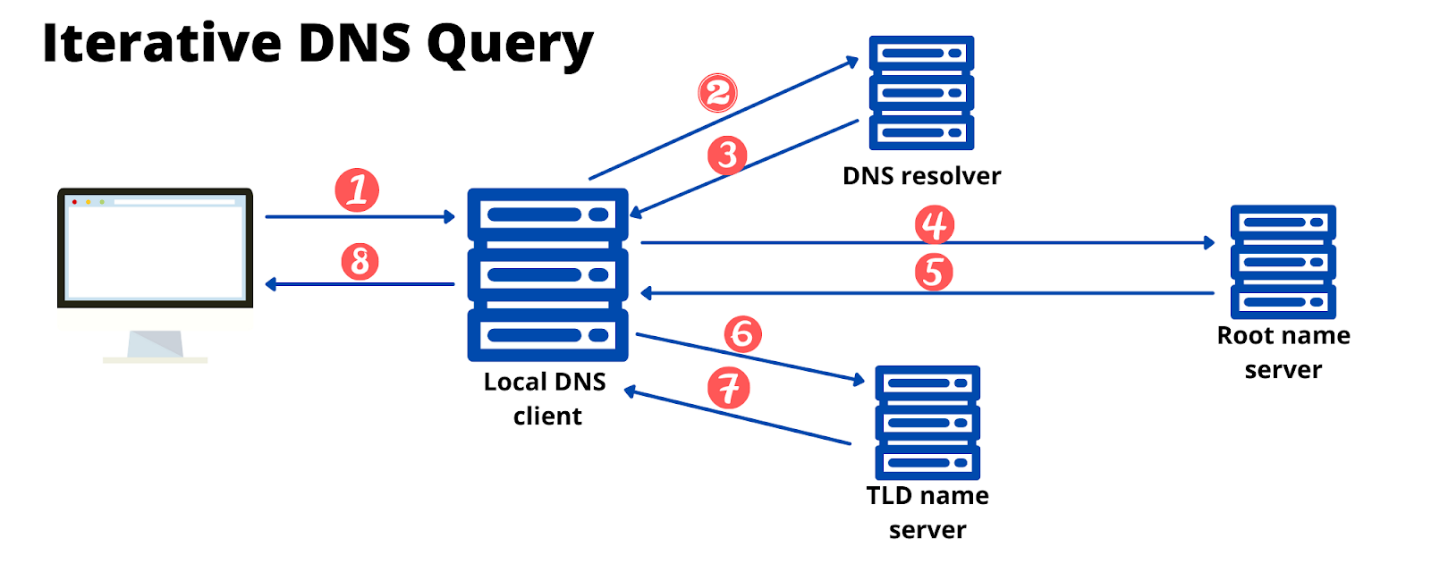 Iterative DNS Query
2
3
DNS resolver
1
4
8
5
6
Root name
server
Local DNS
client
7
TLD name
server